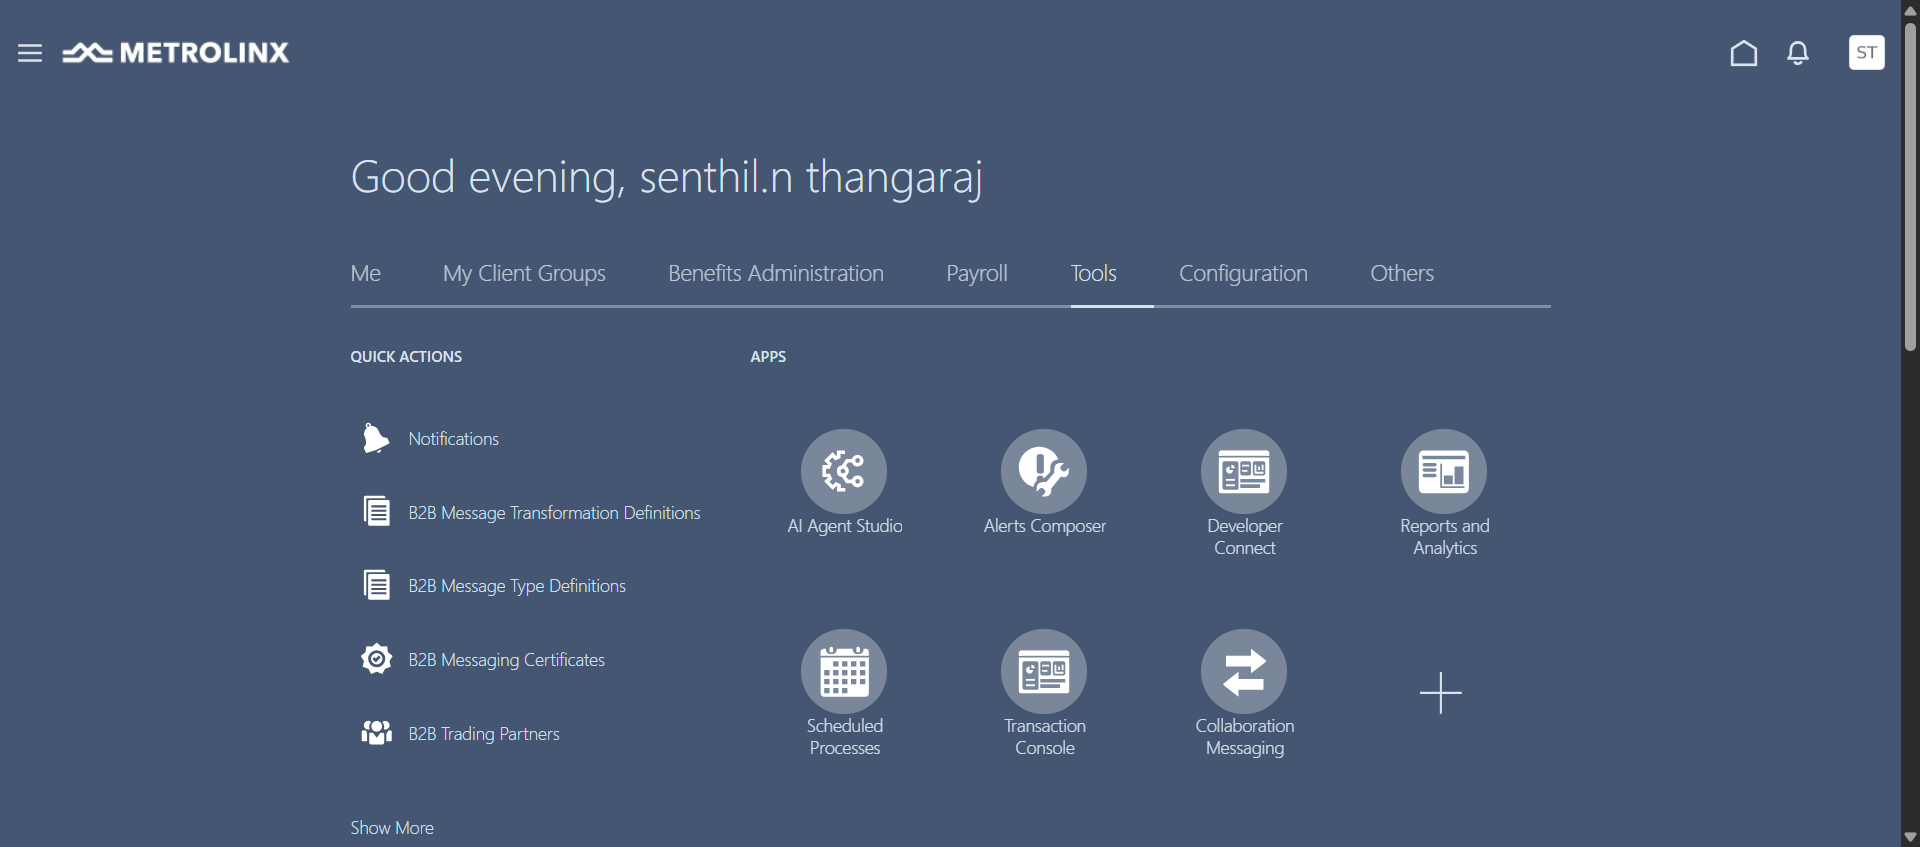 METROLINX
ST
Good evening, senthil.n thangaraj
Me
My Client Groups
Benefits Administration
Payroll
Tools
Configuration
Others
QUICK ACTIONS
Notifications
B2B Message Transformation Definitions
B2B Message Type Definitions
B2B Messaging Certificates
B2B Trading Partners
Show More
APPS
AI Agent Studio
Alerts Composer
Developer
Connect
Reports and
Analytics
Scheduled
Processes
Transaction
Console
Collaboration
Messaging